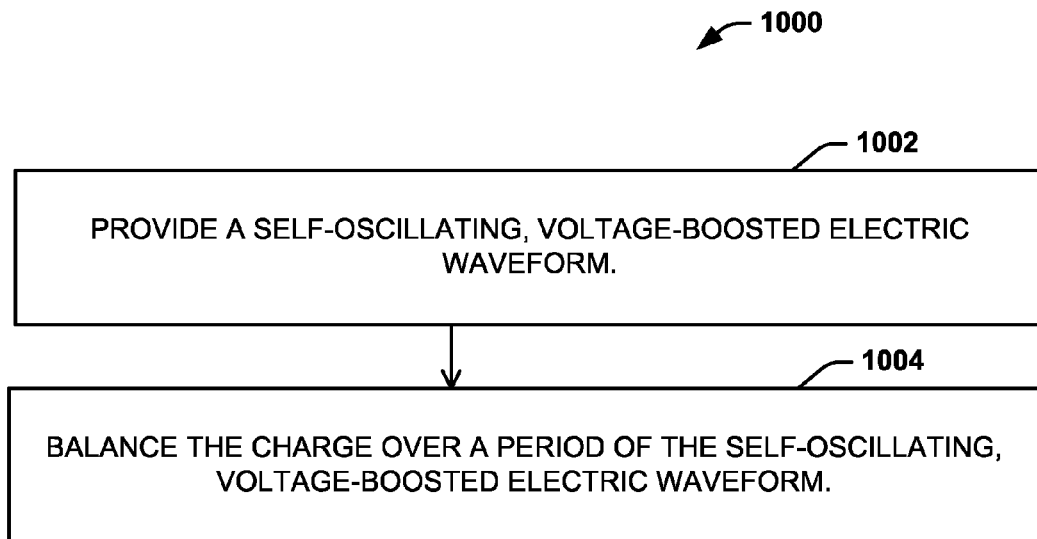 1000
1002
PROVIDE A SELF-OSCILLATING, VOLTAGE-BOOSTED ELECTRIC
WAVEFORM.
1004
BALANCE THE CHARGE OVER A PERIOD OF THE SELF-OSCILLATING,
VOLTAGE-BOOSTED ELECTRIC WAVEFORM.